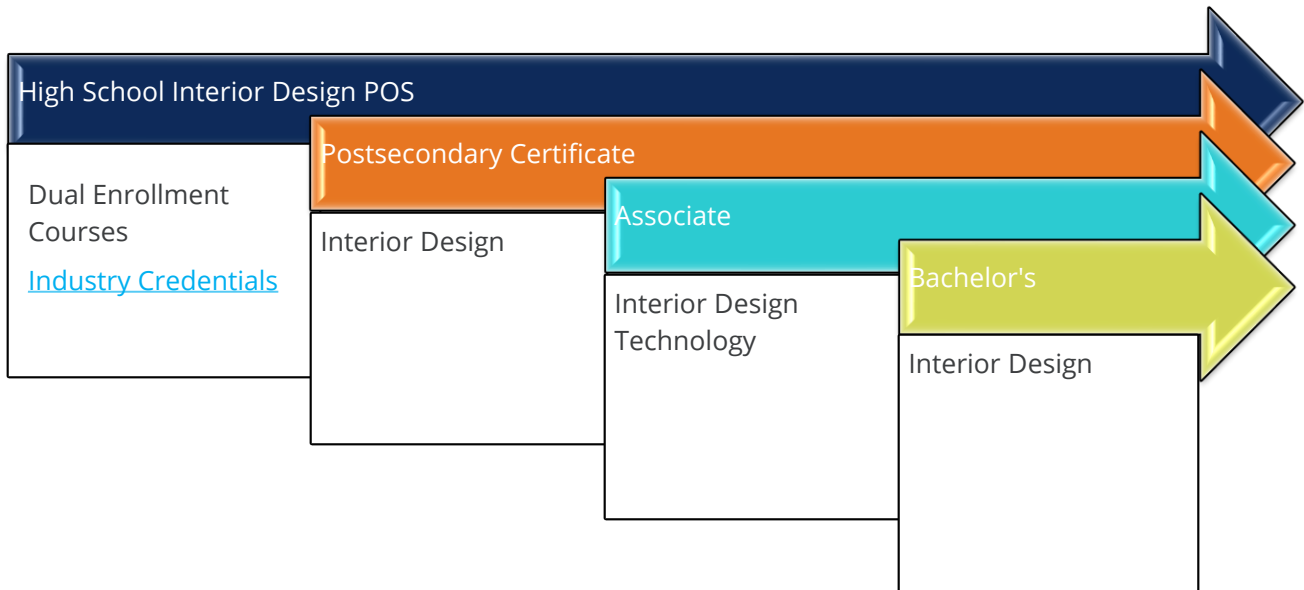 High School Interior Design POS
Dual Enrollment
Courses
Industry Credentials
Postsecondary Certificate
Interior Design
Associate
Interior Design
Technology
Bachelor's
Interior Design